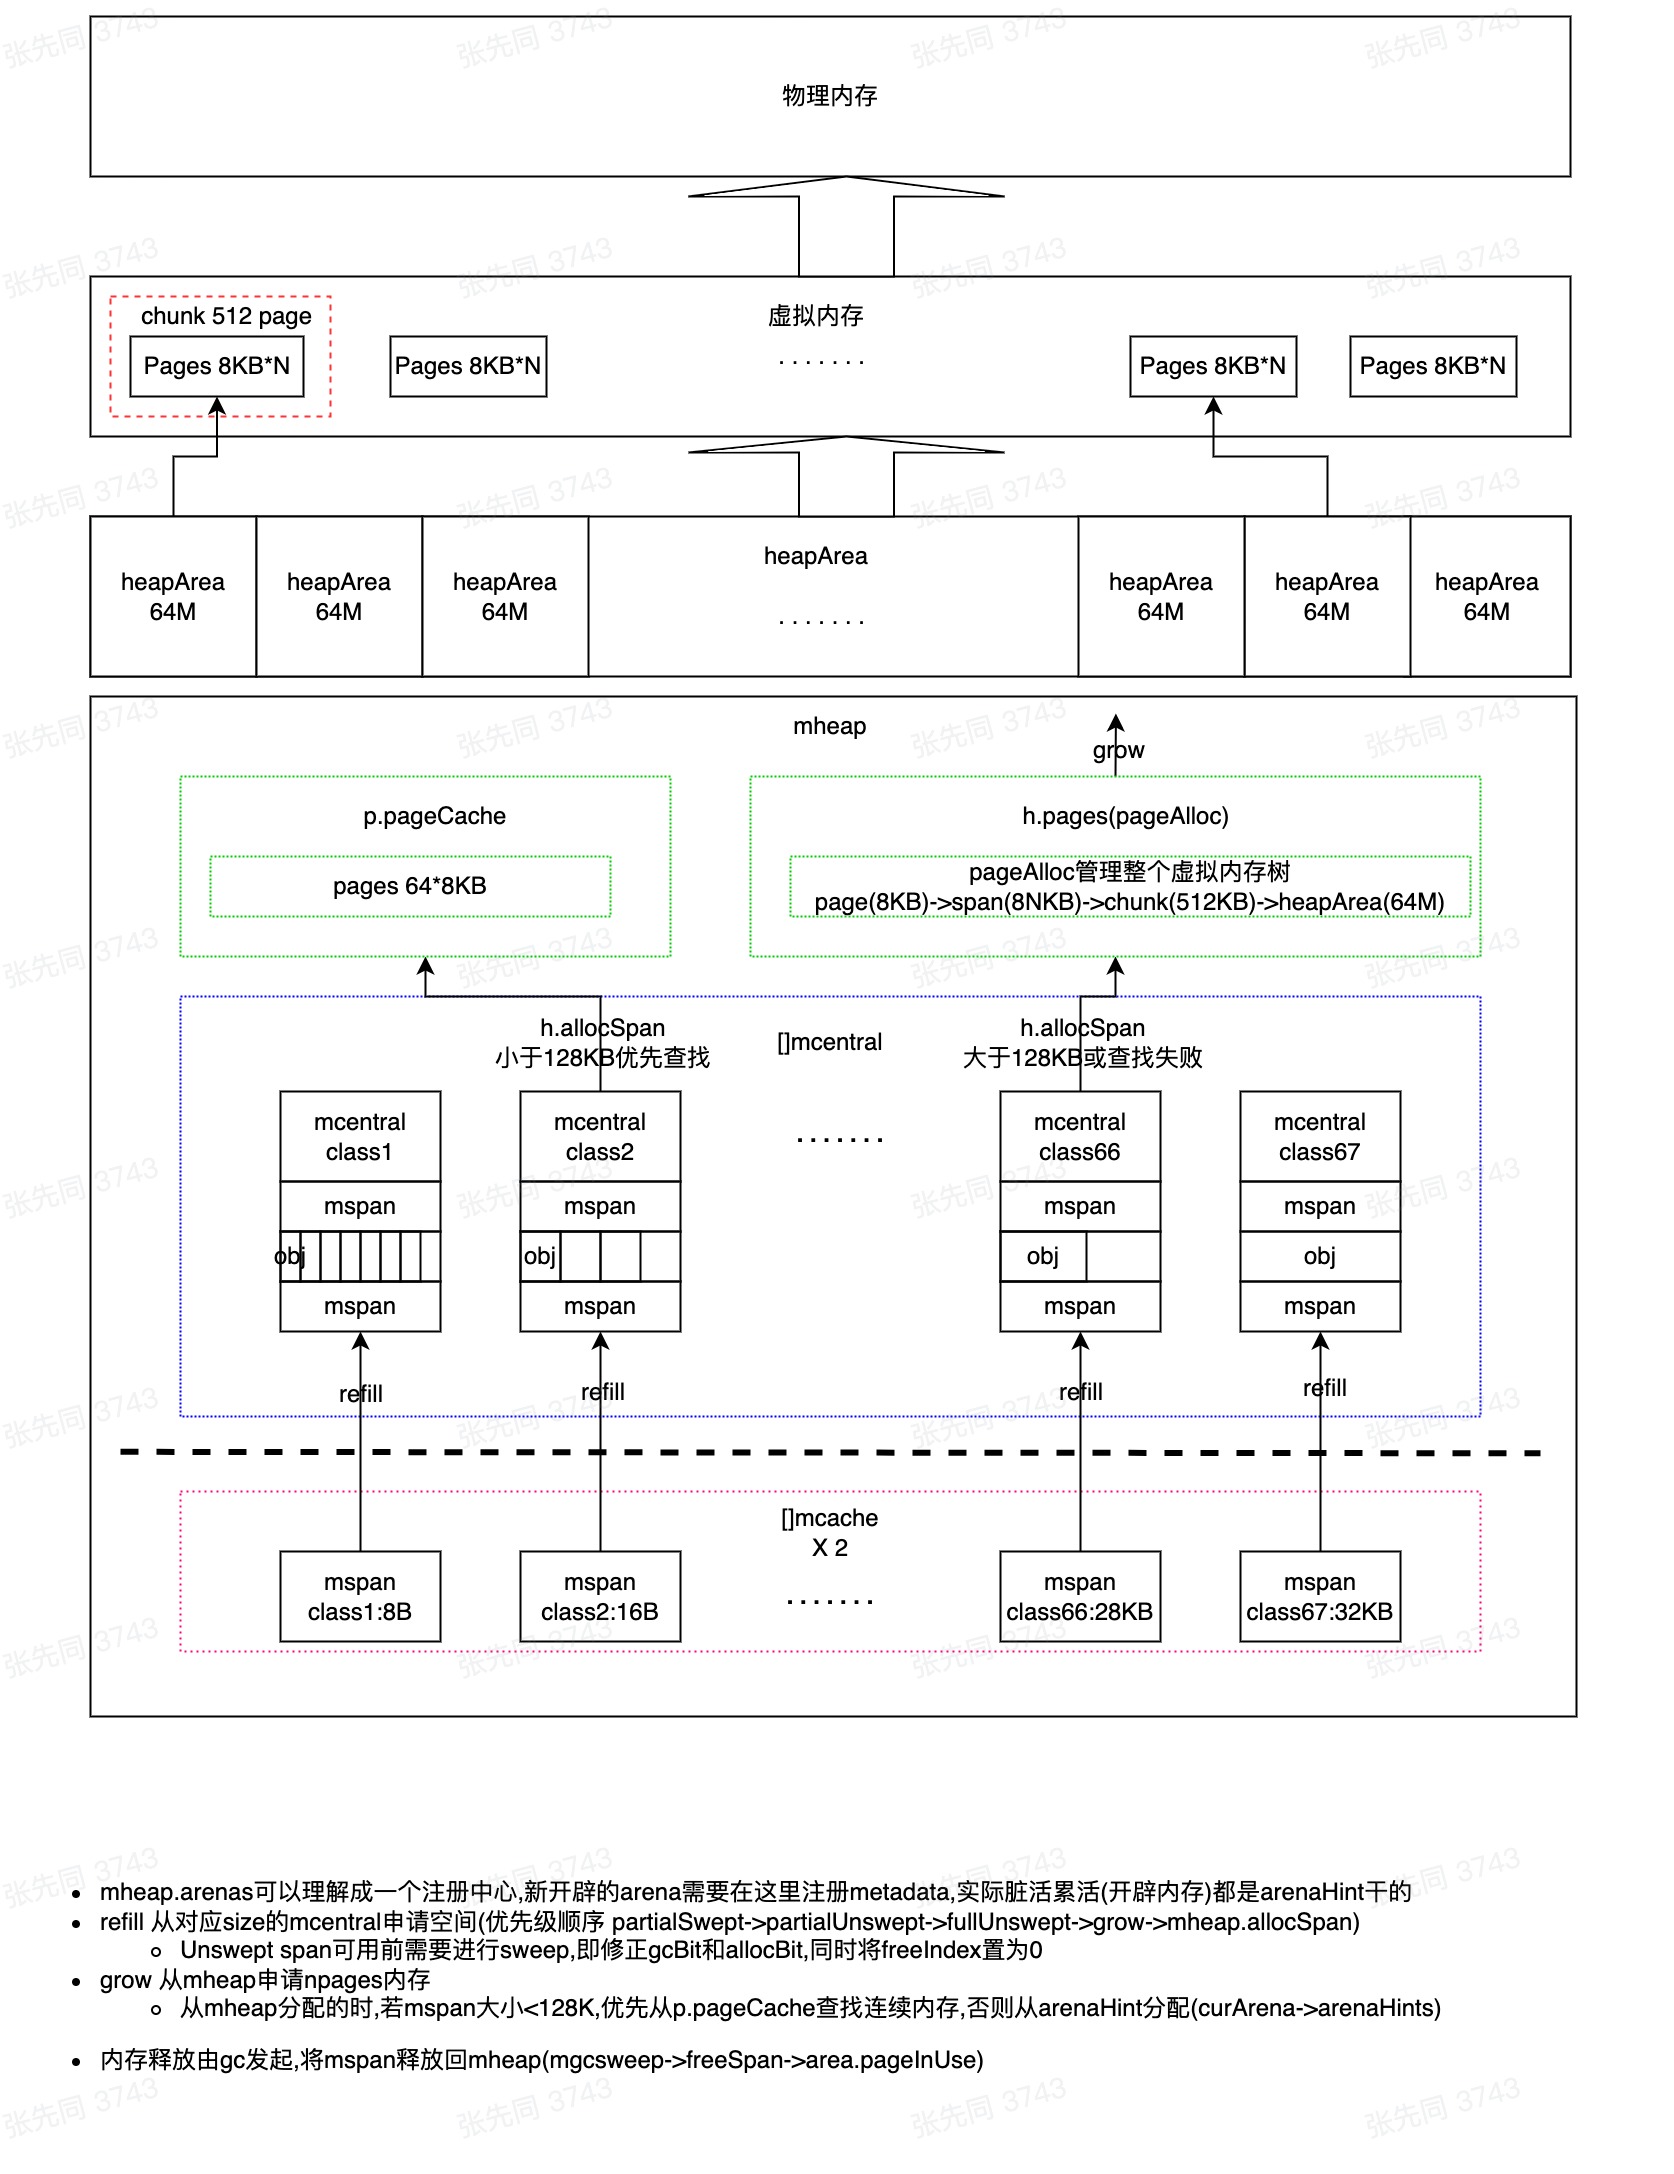 物理内存
虚拟内存
chunk 512 page
Pages 8KB*N
Pages 8KB*N
. . . . . . .
Pages 8KB*N
Pages 8KB*N
heapArea
64M
heapArea
64M
heapArea
64M
heapArea
. . . . . . .
heapArea
64M
heapArea
64M
heapArea
64M
mheap
grow
p.pageCache
pages 64*8KB
h.pages(pageAlloc)
pageAlloc管理整个虚拟内存树
page(8KB)->span(8NKB)->chunk(512KB)->heapArea(64M)
h.allocSpan
小于128KB优先查找
[]mcentral
h.allocSpan
大于128KB或查找失败
mcentral
class1
mspan
obj
mspan
mcentral
class2
mspan
obj
mspan
. . . . . . .
mcentral
class66
mspan
obj
mspan
mcentral
class67
mspan
obj
mspan
refill
refill
refill
refill
[]mcache
X 2
mspan
class1:8B
mspan
class2:16B
. . . . . . .
mspan
class66:28KB
mspan
class67:32KB
• mheap.arenas可以理解成一个注册中心,新开辟的arena需要在这里注册metadata,实际脏活累活(开辟内存)都是arenaHint干的
• refill 从对应size的mcentral申请空间(优先级顺序 partialSwept->partialUnswept->fullUnswept->grow->mheap.allocSpan)
○ Unswept span可用前需要进行sweep,即修正gcBit和allocBit,同时将freeIndex置为0
• grow 从mheap申请npages内存
○ 从mheap分配的时,若mspan大小<128K,优先从p.pageCache查找连续内存,否则从arenaHint分配(curArena->arenaHints)
• 内存释放由gc发起,将mspan释放回mheap(mgcsweep->freeSpan->area.pageInUse)
张先同 3743